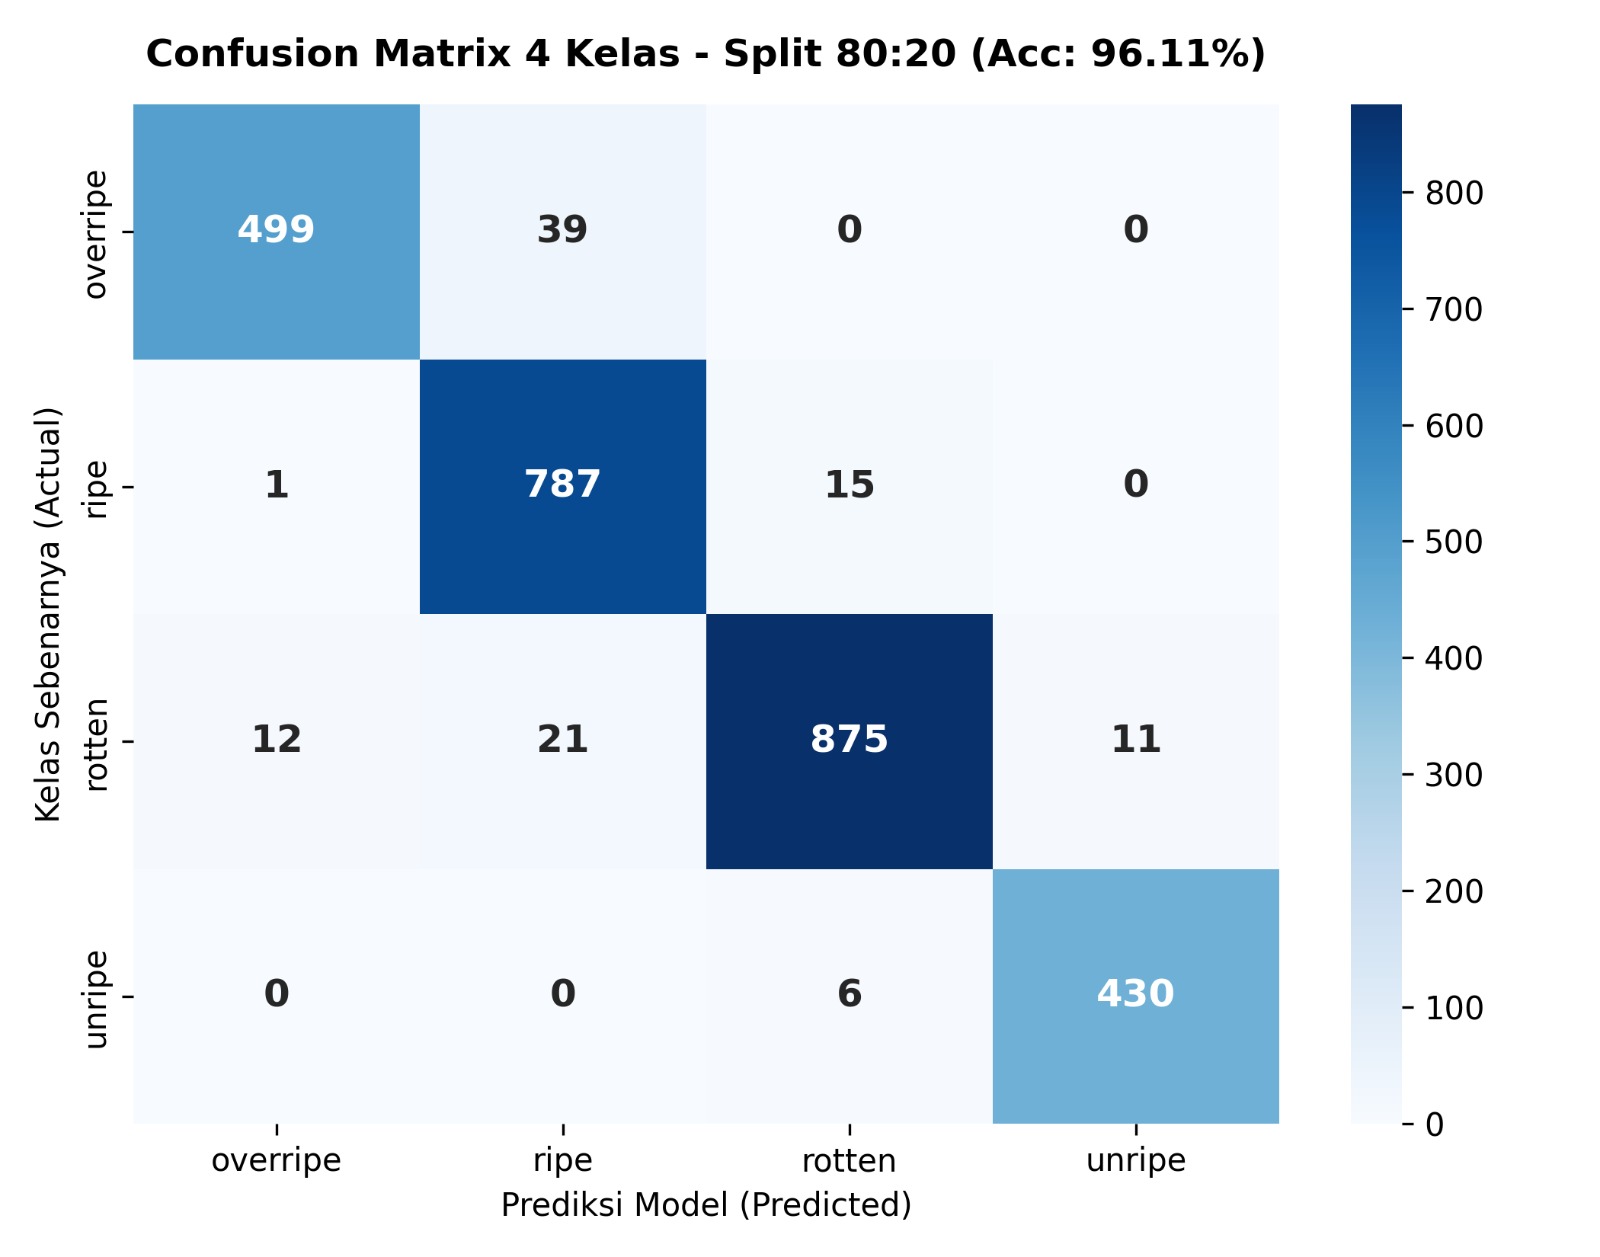 Confusion Matrix 4 Kelas - Split 80:20 (Acc: 96.11%)
Kelas Sebenarnya (Actual)
overripe
499 39 0 0
ripe
1 787 15 0
rotten
12 21 875 11
unripe
0 0 6 430
overripe ripe rotten unripe
Prediksi Model (Predicted)
800
700
600
500
400
300
200
100
0